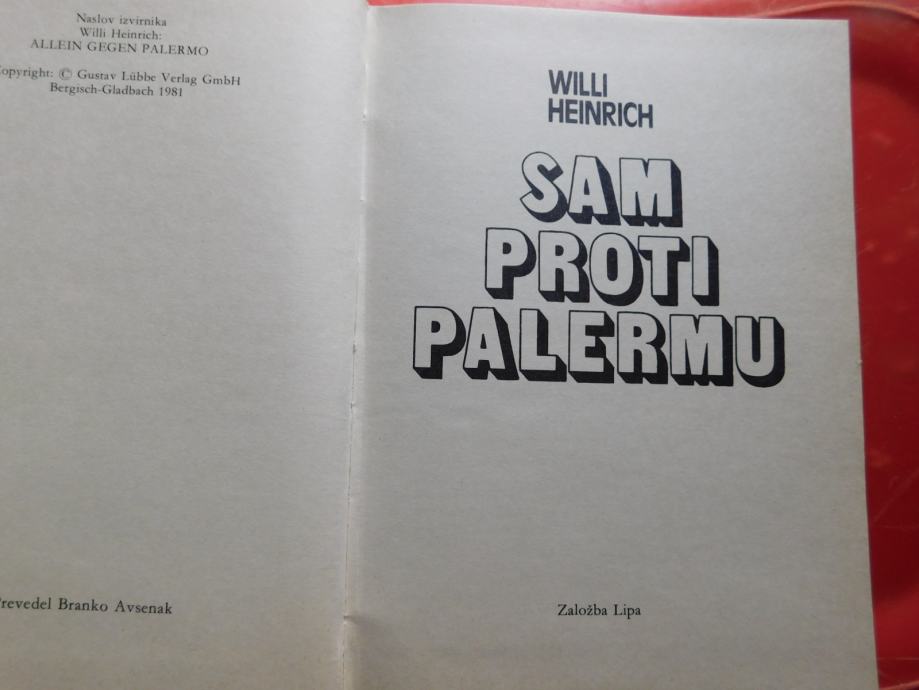 Naslov izvirnika
Willi Heinrich:
ALLEIN GEGEN PALERMO
opyright: © Gustav Lübbe Verlag GmbH
Bergisch-Gladbach 1981
revedel Branko Avsenak
WILLI
HEINRICH
SAM
PROTI
PALERMU
Založba Lipa